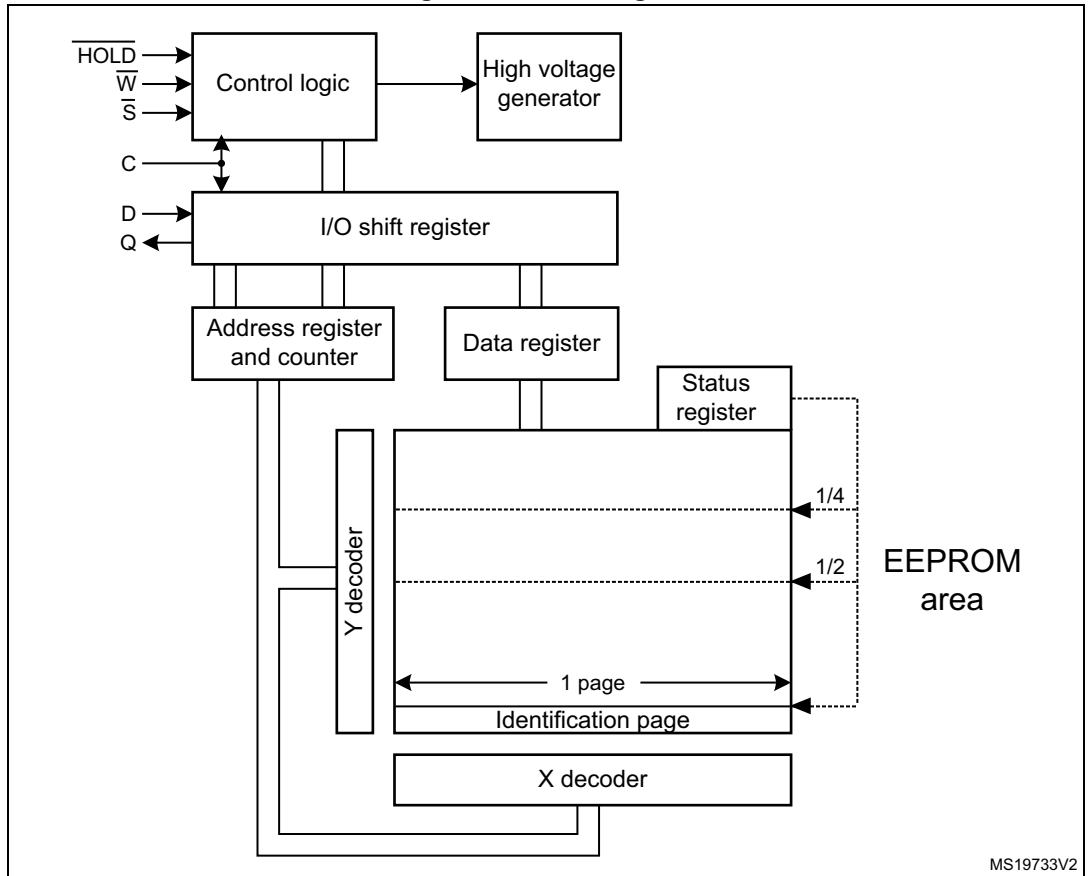 HOLD
W
S
C
D
Q
Control logic
High voltage
generator
I/O shift register
Address register
and counter
Data register
Status
register
1/4
1/2
EEPROM
area
Y decoder
1 page
Identification page
X decoder
MS19733V2